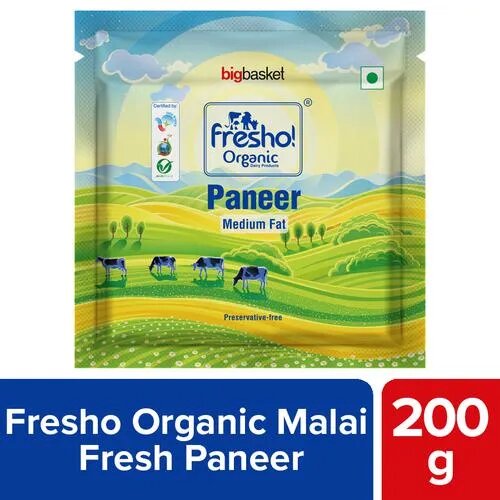 bigbasket
Certified by:
fresho!
®
Organic
Dairy Products
Paneer
Medium Fat
Preservative-free
Fresho Organic Malai
Fresh Paneer
200
g